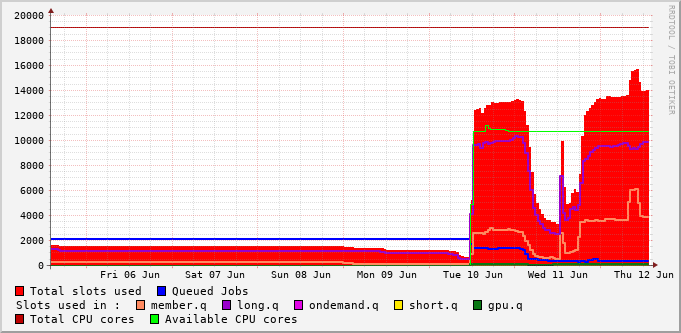 20000
18000
16000
14000
12000
10000
8000
6000
4000
2000
0
Fri 06 Jun Sat 07 Jun Sun 08 Jun Mon 09 Jun Tue 10 Jun Wed 11 Jun Thu 12 Jun
Total slots used Queued Jobs
Slots used in : member.q long.q ondemand.q short.q gpu.q
Total CPU cores Available CPU cores
RRDTOOL / TOBI OETIKER